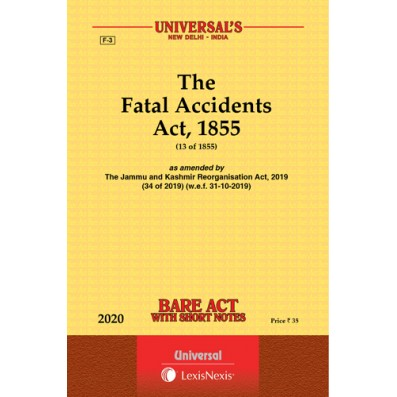 UNIVERSAL'S
NEW DELHI - INDIA
F-3
The
Fatal Accidents
Act, 1855
(13 of 1855)
as amended by
The Jammu and Kashmir Reorganisation Act, 2019
(34 of 2019) (w.e.f. 31-10-2019)
2020
BARE ACT
WITH SHORT NOTES
Price ₹ 35
Universal
LexisNexis®